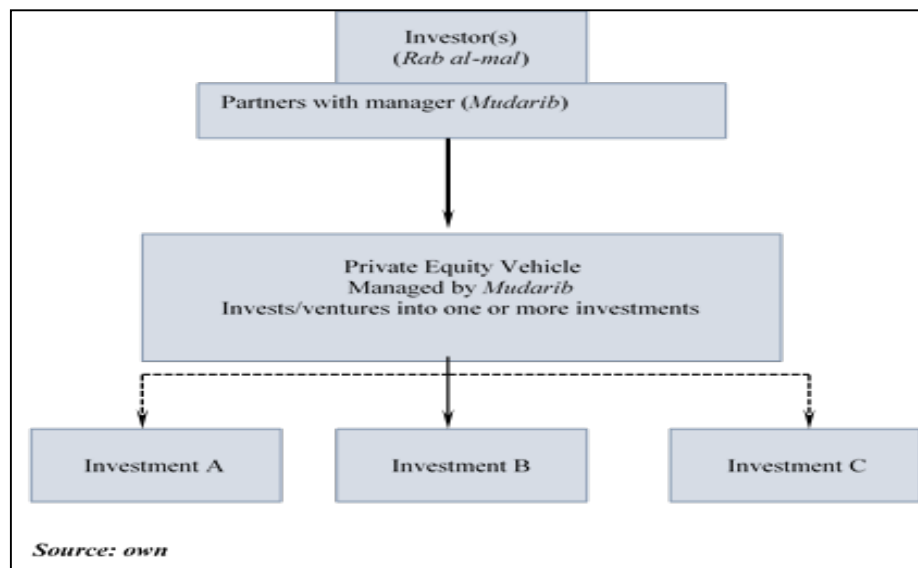 Investor(s)
(Rab al-mal)
Partners with manager (Mudarib)
Private Equity Vehicle
Managed by Mudarib
Invests/ventures into one or more investments
Investment A
Investment B
Investment C
Source: own